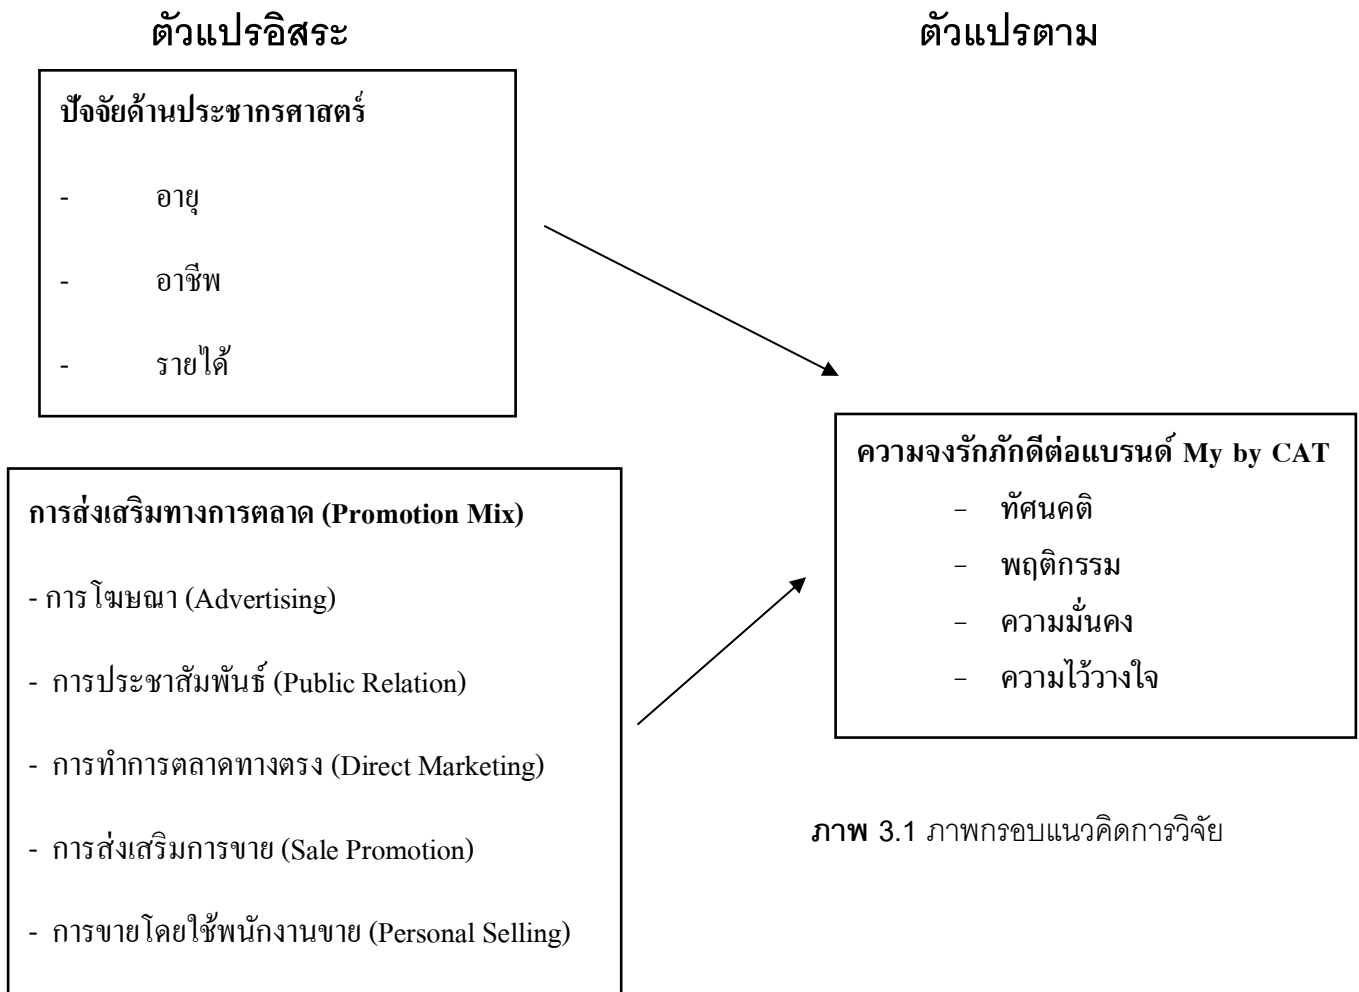 ตัวแปรอิสระ
ตัวแปรตาม
ปัจจัยด้านประชากรศาสตร์
- อายุ
- อาชีพ
- รายได้
การส่งเสริมทางการตลาด (Promotion Mix)
- การโฆษณา (Advertising)
- การประชาสัมพันธ์ (Public Relation)
- การทำการตลาดทางตรง (Direct Marketing)
- การส่งเสริมการขาย (Sale Promotion)
- การขายโดยใช้พนักงานขาย (Personal Selling)
ความจงรักภักดีต่อแบรนด์ My by CAT
- ทัศนคติ
- พฤติกรรม
- ความมั่นคง
- ความไว้วางใจ
ภาพ 3.1 ภาพกรอบแนวคิดการวิจัย